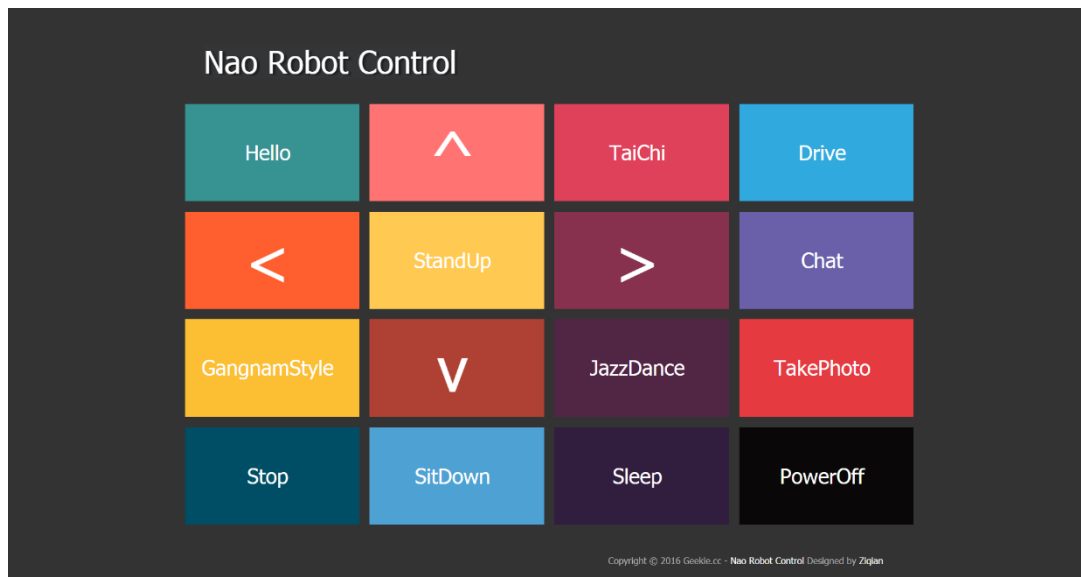 Nao Robot Control
Hello ^ TaiChi Drive
< StandUp > Chat
GangnamStyle v JazzDance TakePhoto
Stop SitDown Sleep PowerOff
Copyright © 2016 Geekie.cc - Nao Robot Control Designed by Ziqian